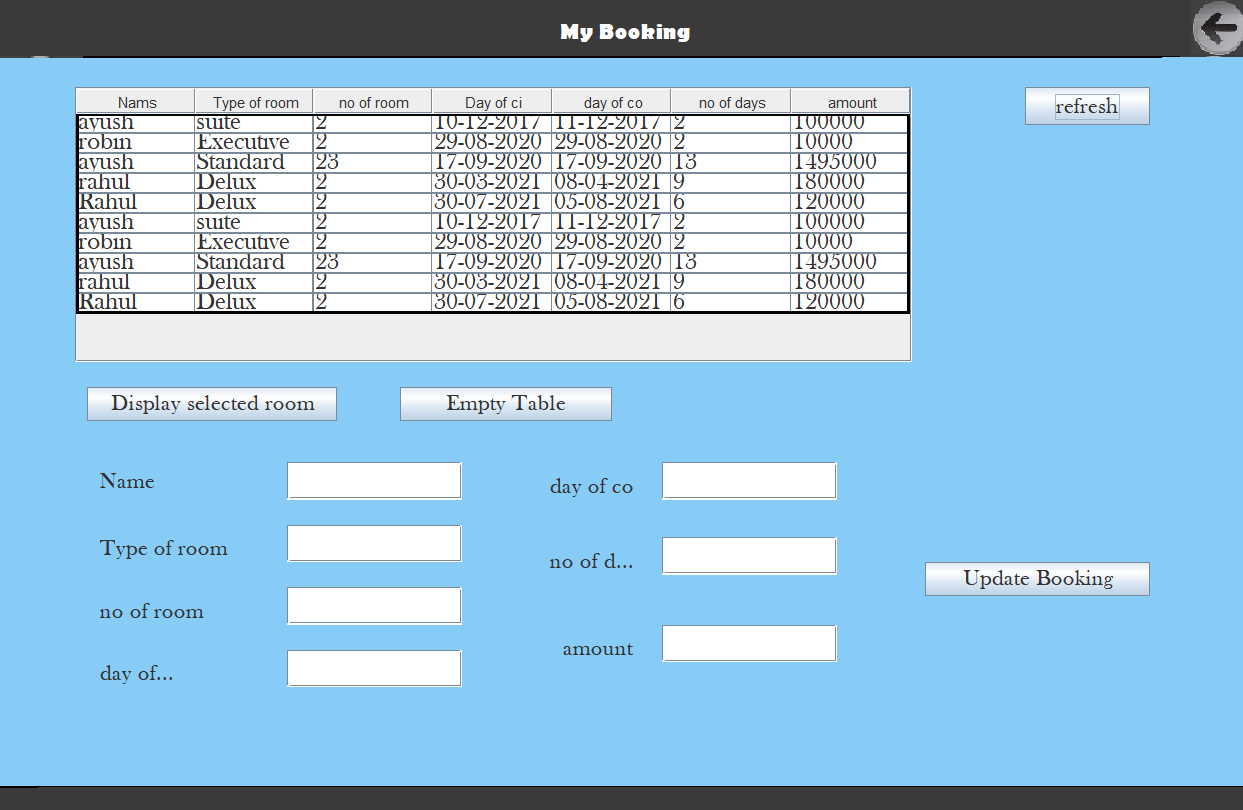 My Booking
Nams Type of room no of room Day of ci day of co no of days amount
refresh
ayush suite 2 10-12-2017 11-12-2017 2 100000
robin Executive 2 29-08-2020 29-08-2020 2 10000
ayush Standard 23 17-09-2020 17-09-2020 13 1495000
rahul Delux 2 30-03-2021 08-04-2021 9 180000
Rahul Delux 2 30-07-2021 05-08-2021 6 120000
ayush suite 2 10-12-2017 11-12-2017 2 100000
robin Executive 2 29-08-2020 29-08-2020 2 10000
ayush Standard 23 17-09-2020 17-09-2020 13 1495000
rahul Delux 2 30-03-2021 08-04-2021 9 180000
Rahul Delux 2 30-07-2021 05-08-2021 6 120000
Display selected room Empty Table
Name day of co
Type of room no of d...
Update Booking
no of room
amount
day of...